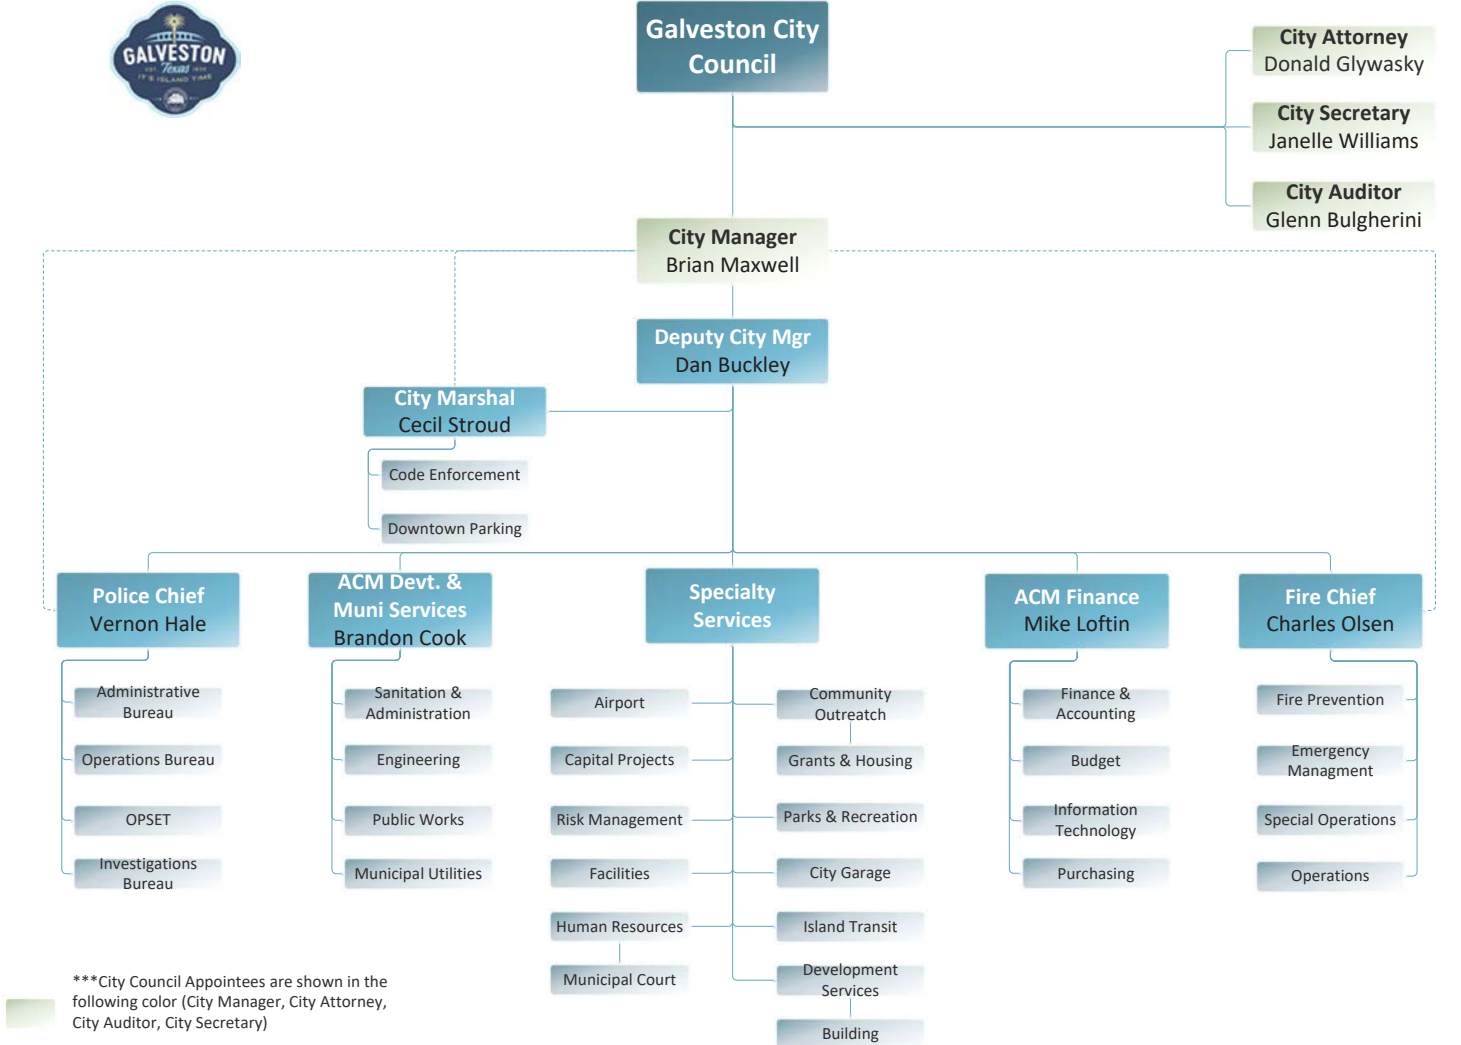 GALVESTON
EST. Texas 1839
IT'S ISLAND TIME
Galveston City
Council
City Attorney
Donald Glywasky
City Secretary
Janelle Williams
City Auditor
Glenn Bulgherini
City Manager
Brian Maxwell
Deputy City Mgr
Dan Buckley
City Marshal
Cecil Stroud
Code Enforcement
Downtown Parking
Police Chief
Vernon Hale
Administrative
Bureau
Operations Bureau
OPSET
Investigations
Bureau
ACM Devt. &
Muni Services
Brandon Cook
Sanitation &
Administration
Engineering
Public Works
Municipal Utilities
Specialty
Services
Airport
Capital Projects
Risk Management
Facilities
Human Resources
Municipal Court
Community
Outreach
Grants & Housing
Parks & Recreation
City Garage
Island Transit
Development
Services
Building
ACM Finance
Mike Loftin
Finance &
Accounting
Budget
Information
Technology
Purchasing
Fire Chief
Charles Olsen
Fire Prevention
Emergency
Managment
Special Operations
Operations
***City Council Appointees are shown in the
following color (City Manager, City Attorney,
City Auditor, City Secretary)